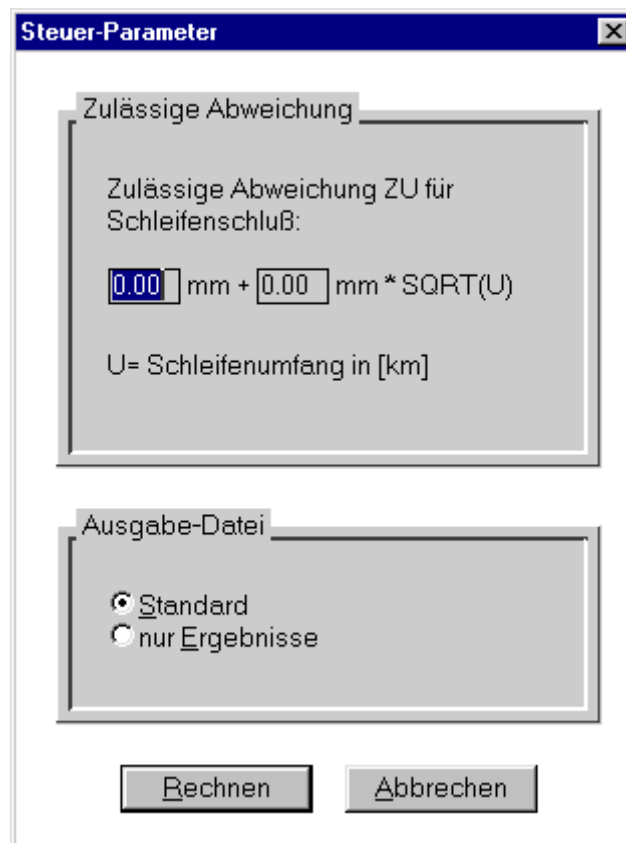 Steuer-Parameter
Zulässige Abweichung
Zulässige Abweichung ZU für
Schleifenschluß:
0.00 mm + 0.00 mm * SQRT(U)
U= Schleifenumfang in [km]
Ausgabe-Datei
Standard
nur Ergebnisse
Rechnen Abbrechen